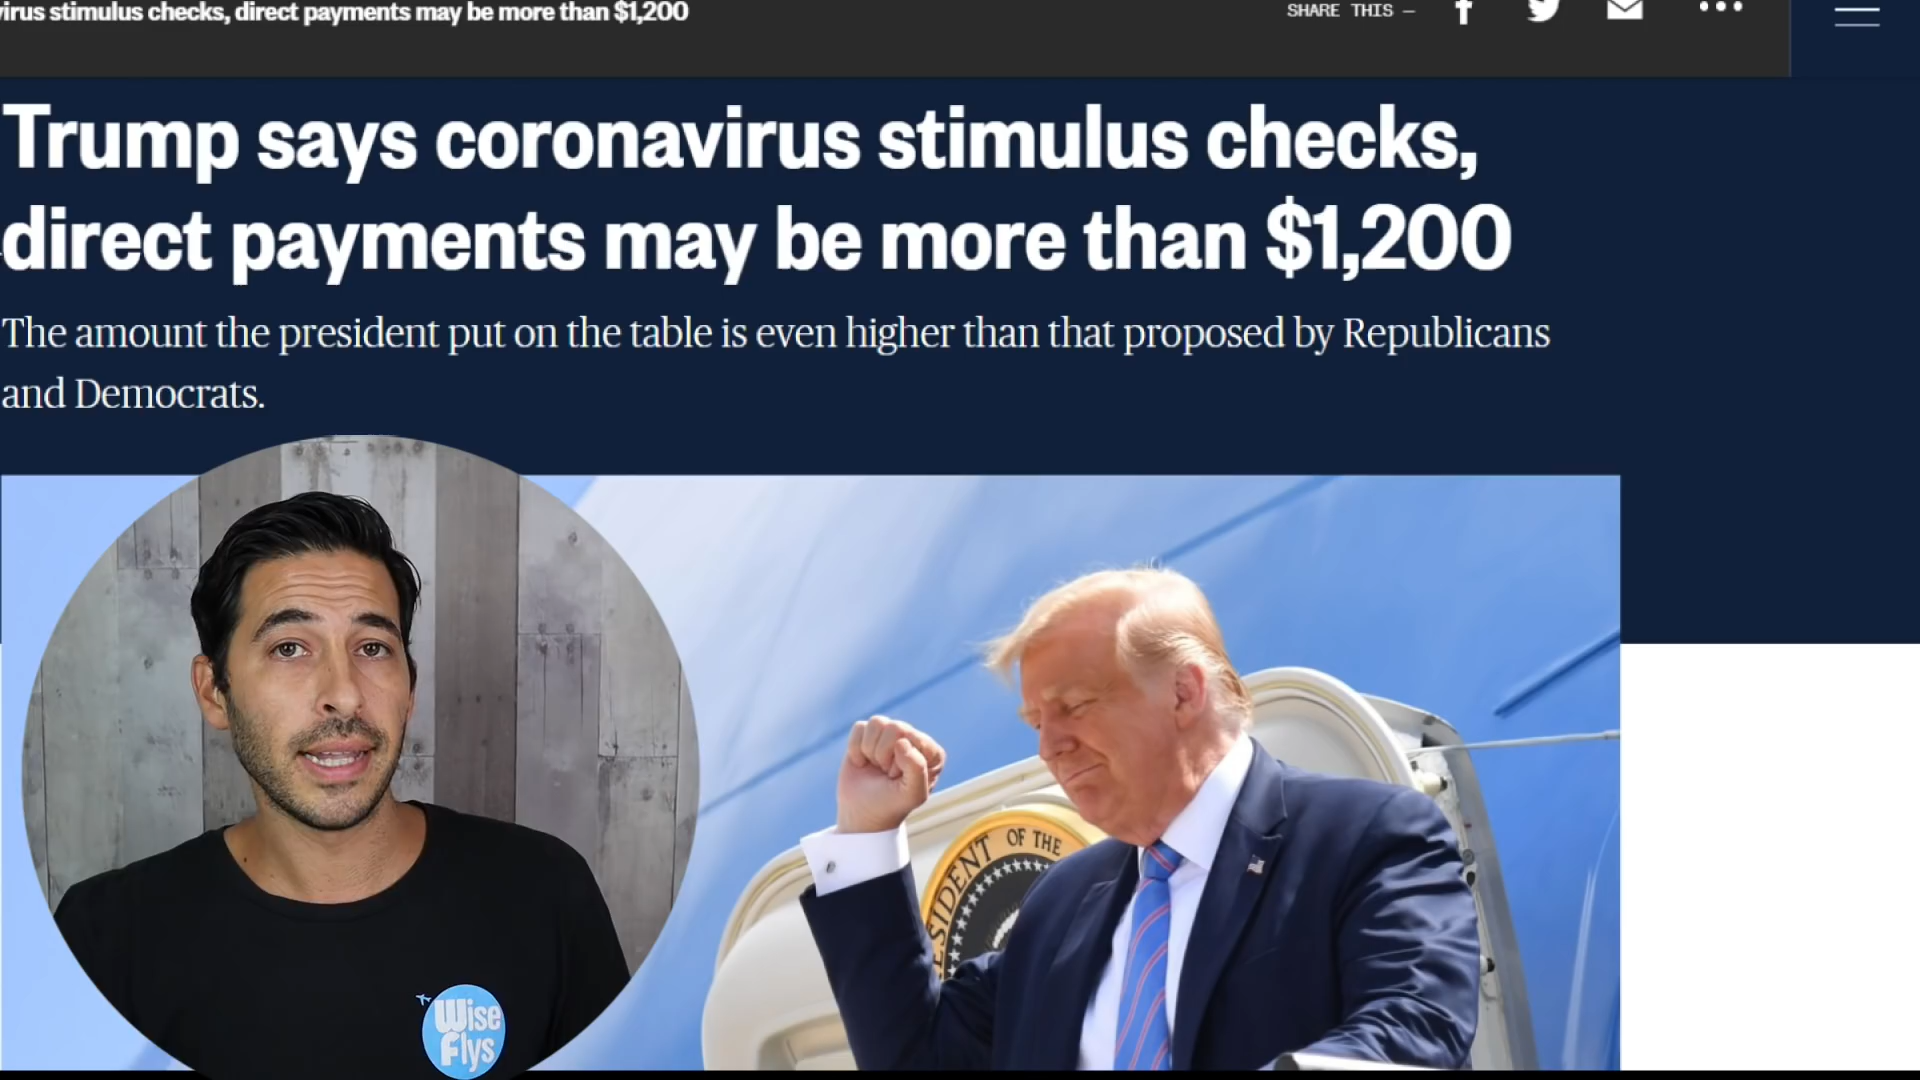 virus stimulus checks, direct payments may be more than $1,200
SHARE THIS —
Trump says coronavirus stimulus checks,
direct payments may be more than $1,200
The amount the president put on the table is even higher than that proposed by Republicans
and Democrats.
SIDENT OF THE
Wise
Flys